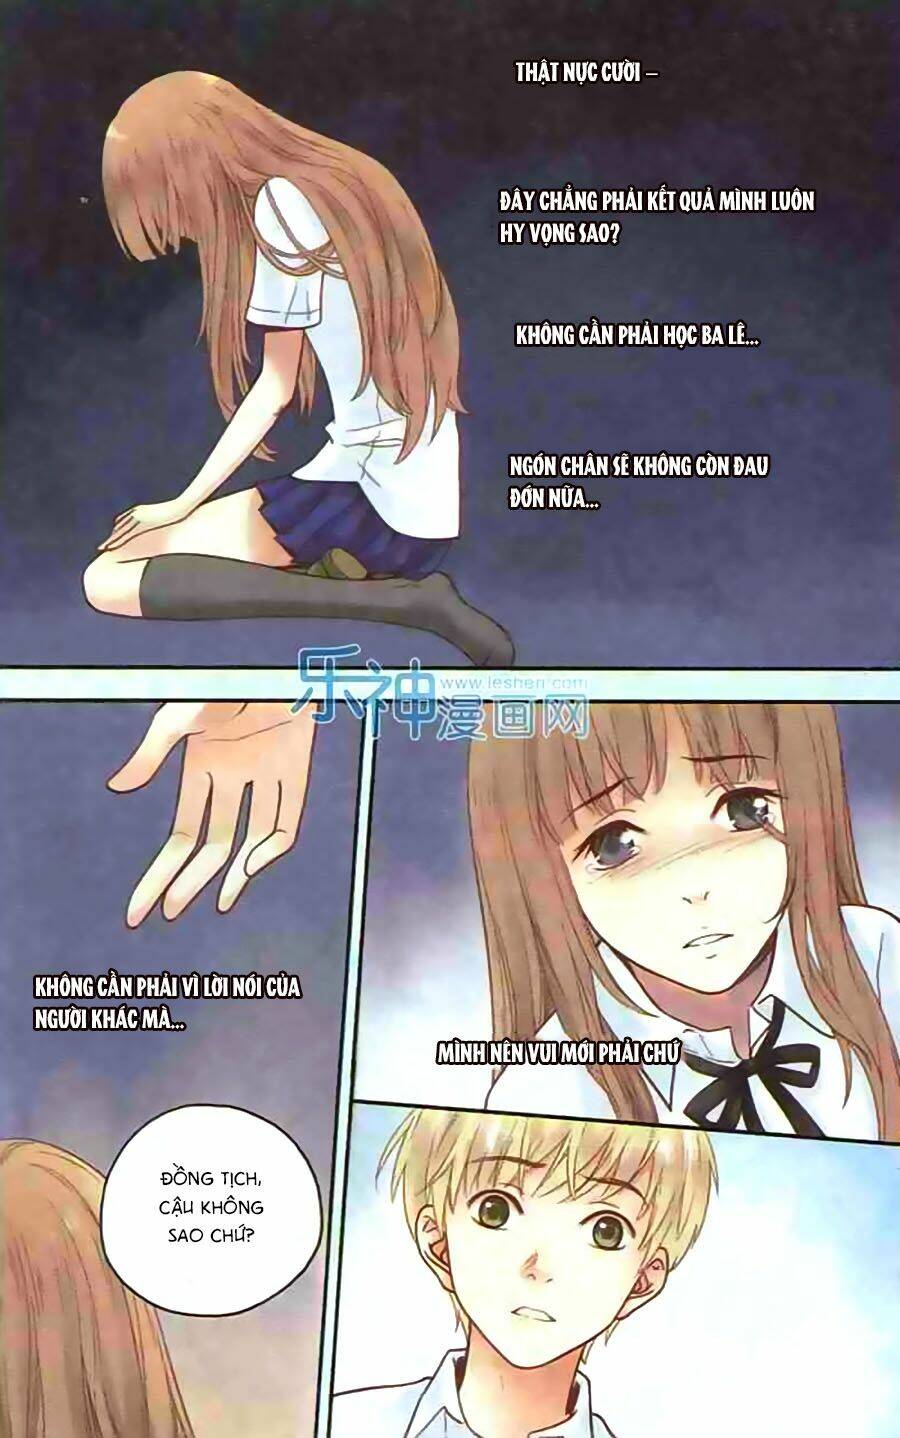 THẬT NỰC CƯỜI –
ĐÂY CHẲNG PHẢI KẾT QUẢ MÌNH LUÔN
HY VỌNG SAO?
KHÔNG CẦN PHẢI HỌC BA LÊ...
NGÓN CHÂN SẼ KHÔNG CÒN ĐAU
ĐỚN NỮA...
乐神漫画网
www.leshen.com
KHÔNG CẦN PHẢI VÌ LỜI NÓI CỦA
NGƯỜI KHÁC MÀ...
MÌNH NÊN VUI MỚI PHẢI CHỨ
ĐỒNG TỊCH,
CẬU KHÔNG
SAO CHỨ?